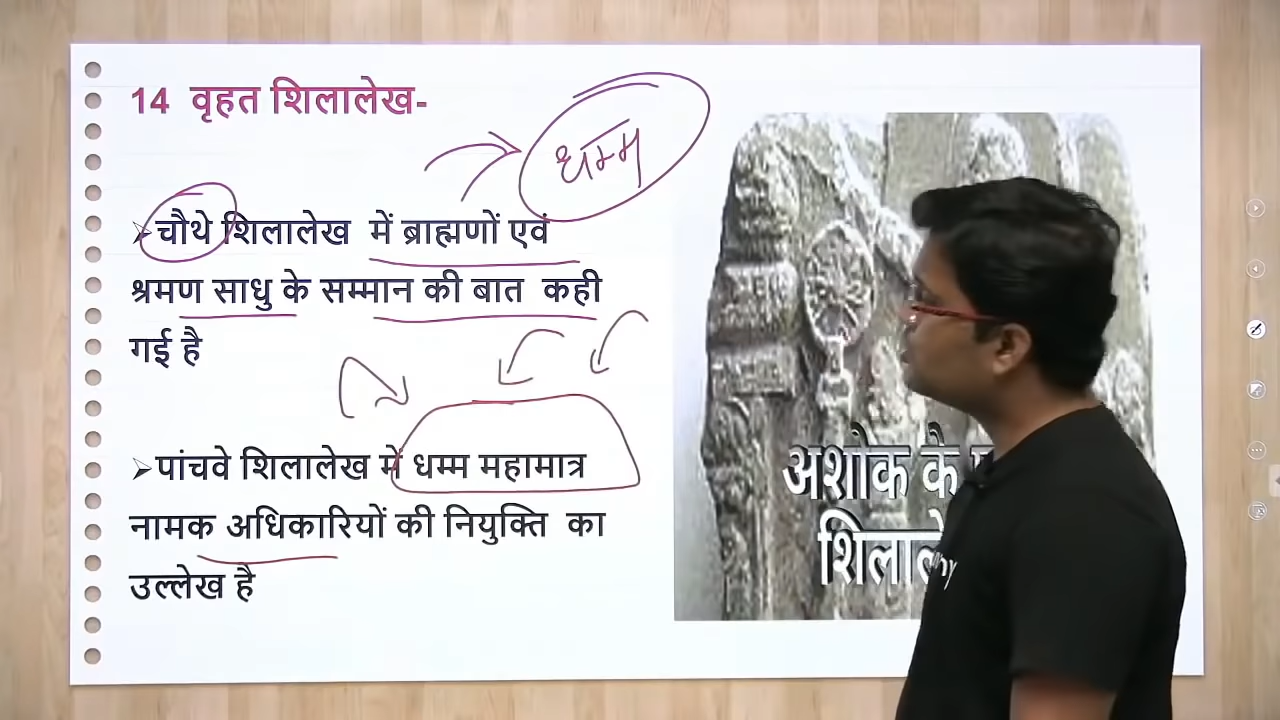 14 वृहत शिलालेख-
धम्म
➢चौथे शिलालेख में ब्राह्मणों एवं
श्रमण साधु के सम्मान की बात कही
गई है
➢पांचवे शिलालेख में धम्म महामात्र
नामक अधिकारियों की नियुक्ति का
उल्लेख है
अशोक के